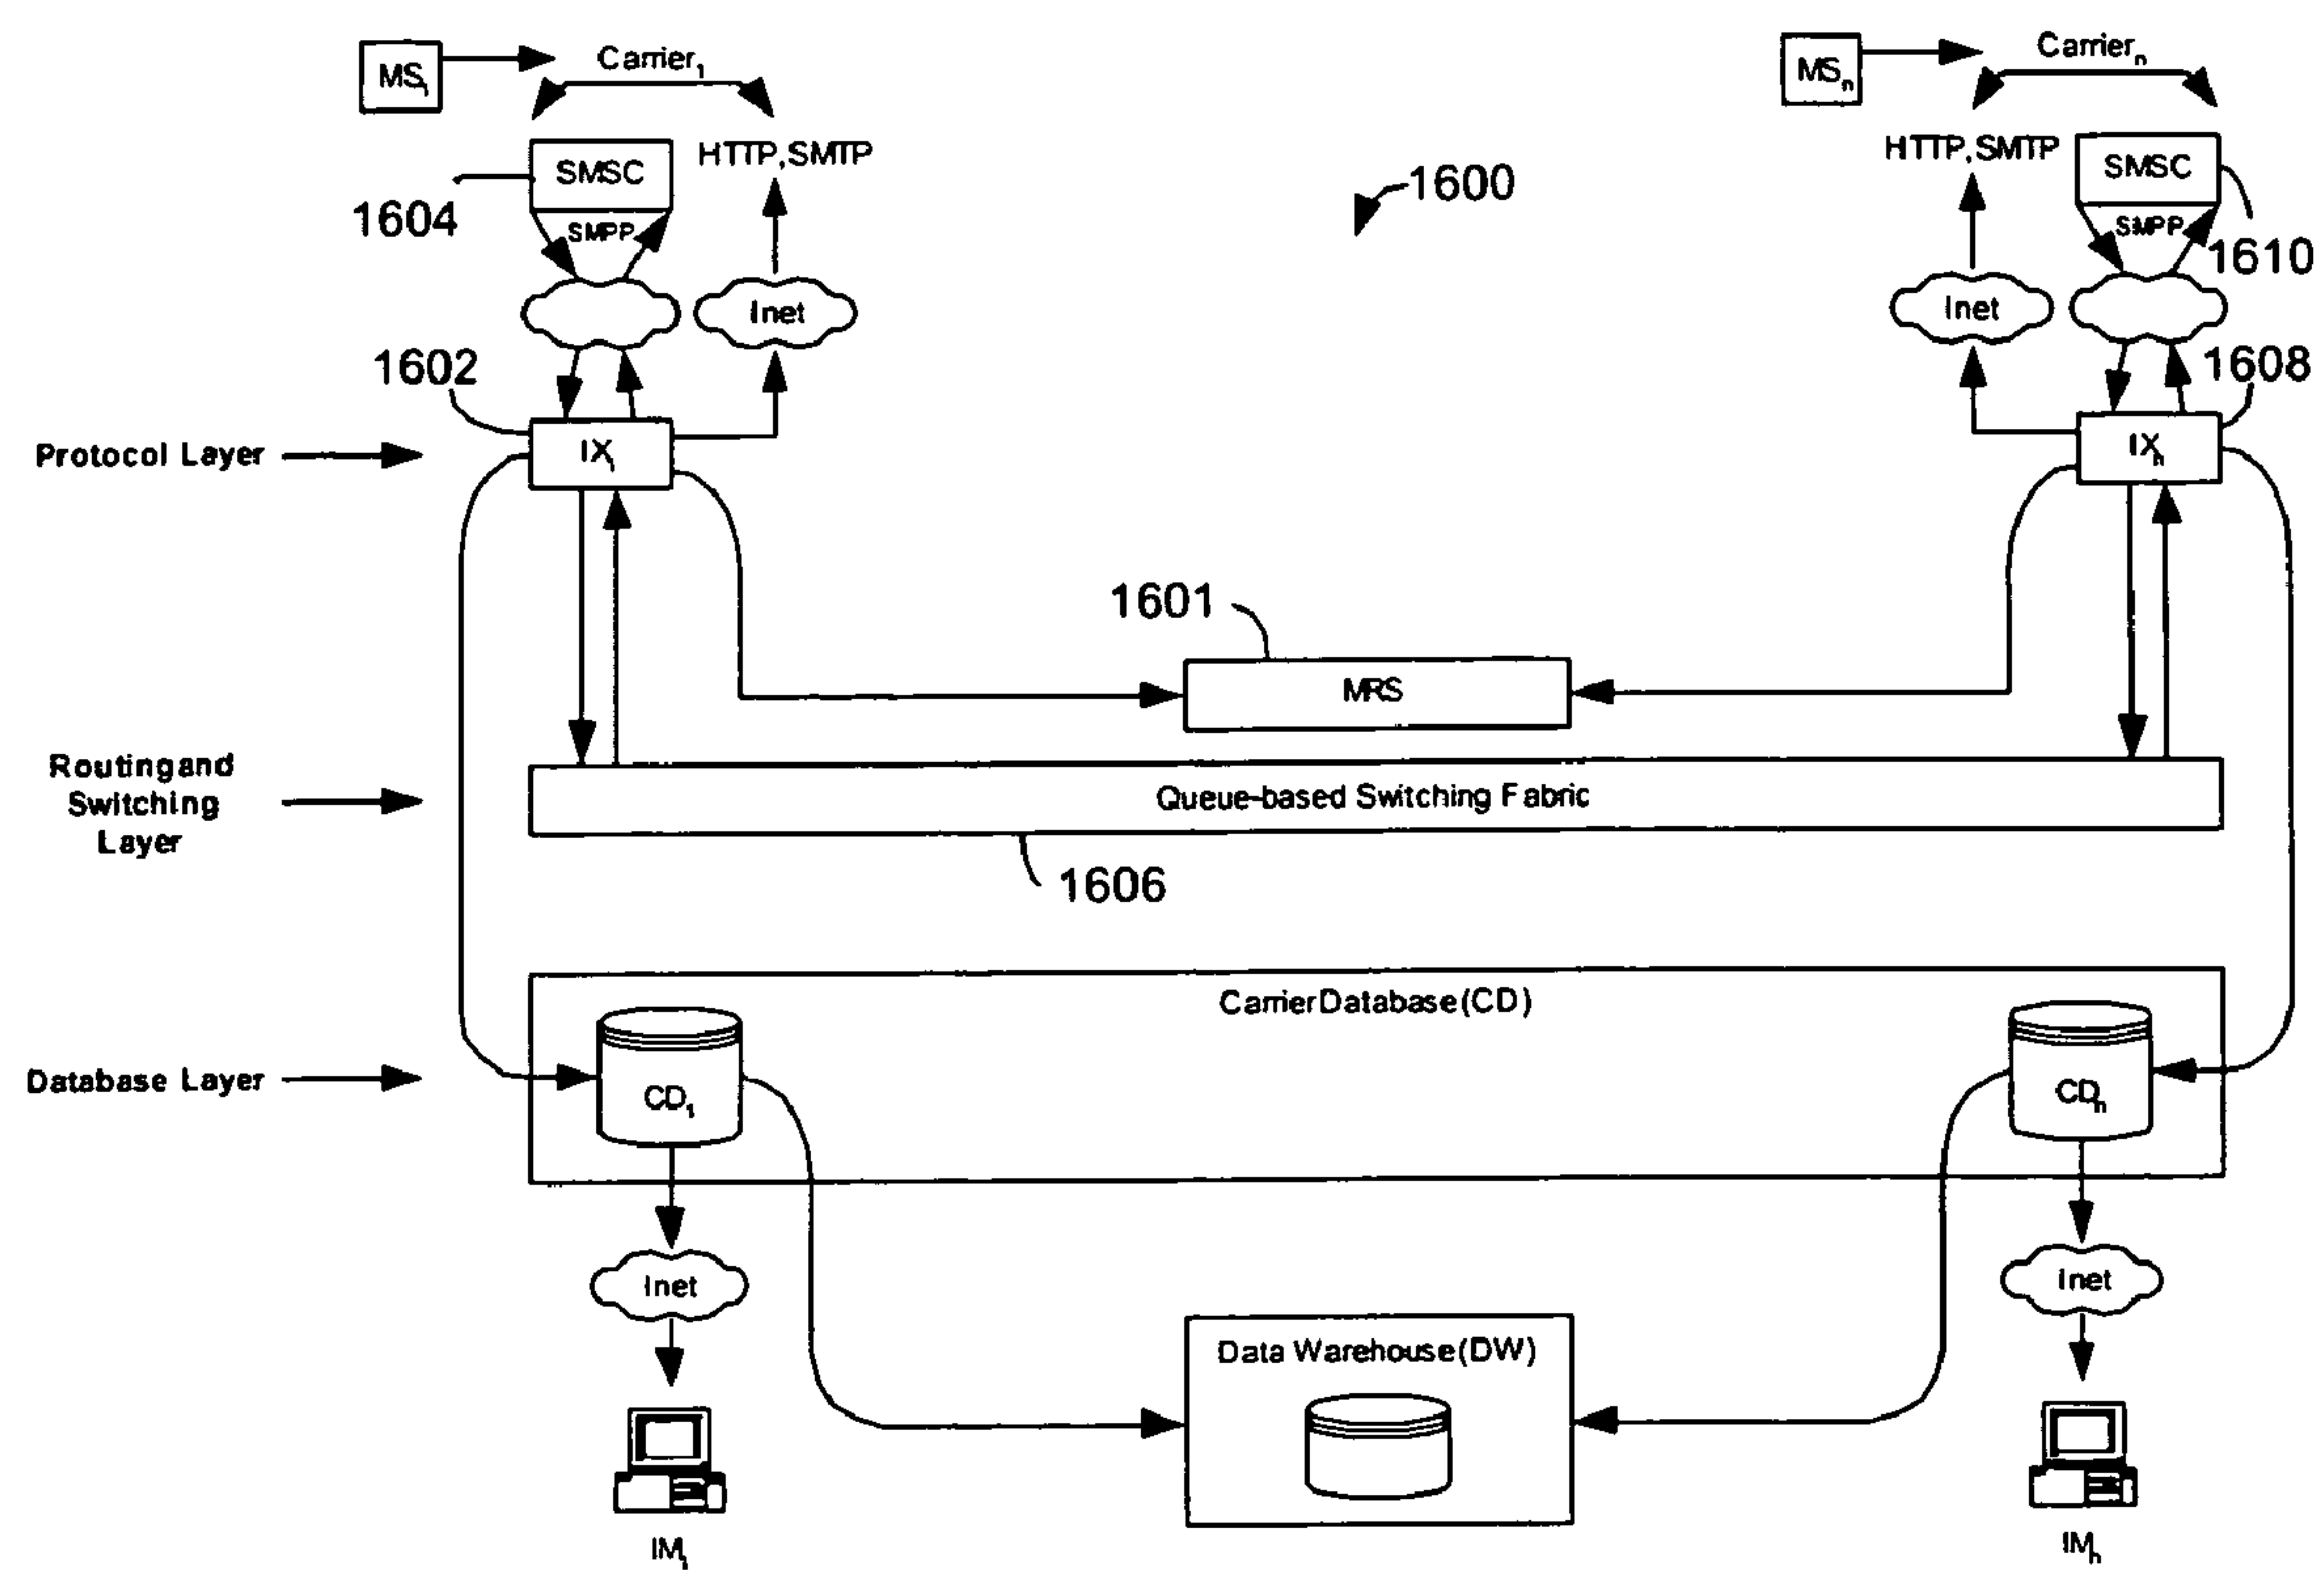 MS₁
Carrier₁
MSₙ
Carrierₙ
SMSC
HTTP,SMTP
1600
HTTP,SMTP
SMSC
1604
SMPP
SMPP
1610
Inet
Inet
1602
1608
Protocol Layer
IX₁
IXₙ
1601
MRS
Routingand
Switching
Layer
Queue-based Switching Fabric
1606
CarrierDatabase(CD)
Database Layer
CD₁
CDₙ
Inet
Inet
Data Warehouse(DW)
IM₁
IMₙ